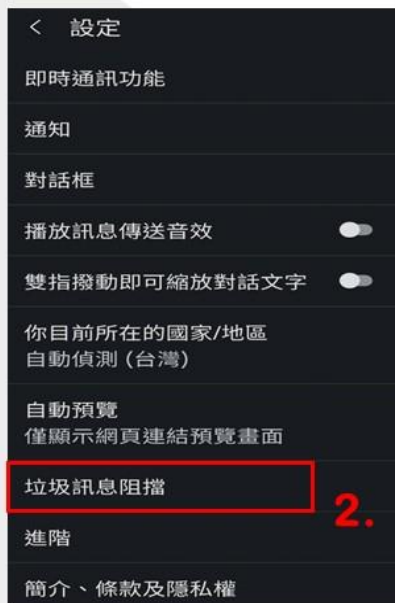 < 設定
即時通訊功能
通知
對話框
播放訊息傳送音效
雙指撥動即可縮放對話文字
你目前所在的國家/地區
自動偵測 (台灣)
自動預覽
僅顯示網頁連結預覽畫面
垃圾訊息阻擋
2.
進階
簡介、條款及隱私權